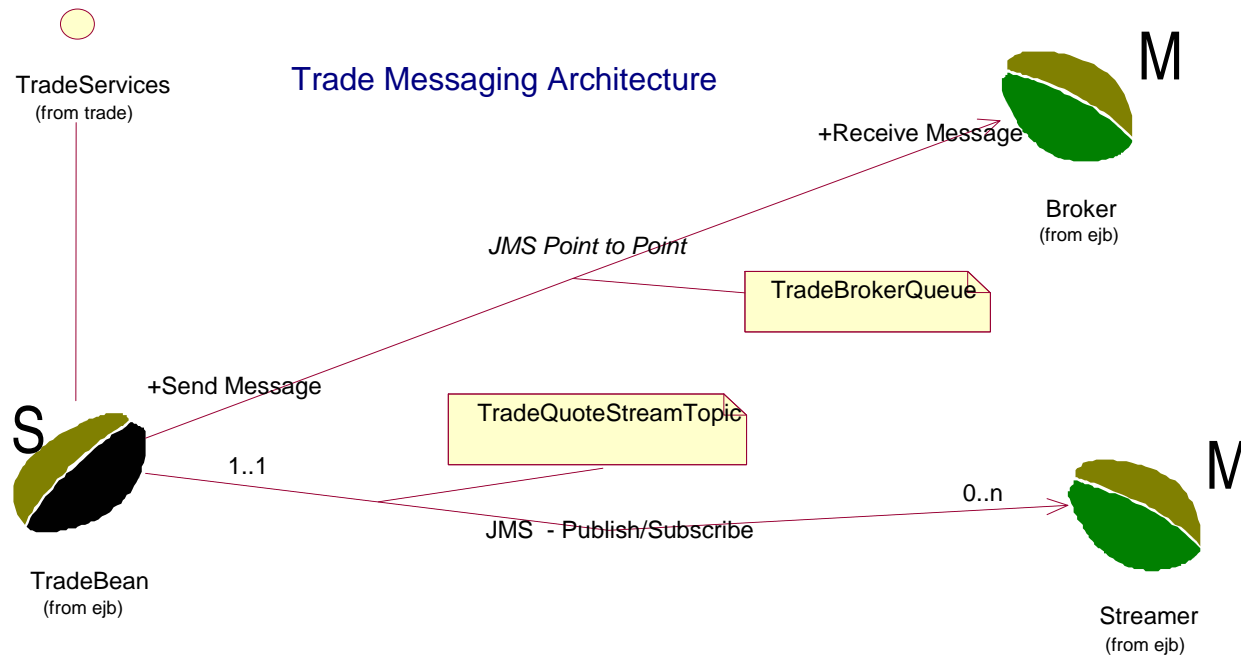 TradeServices
(from trade)
Trade Messaging Architecture
M
+Receive Message
Broker
(from ejb)
JMS Point to Point
TradeBrokerQueue
+Send Message
TradeQuoteStreamTopic
S
1..1
0..n
M
JMS - Publish/Subscribe
TradeBean
(from ejb)
Streamer
(from ejb)